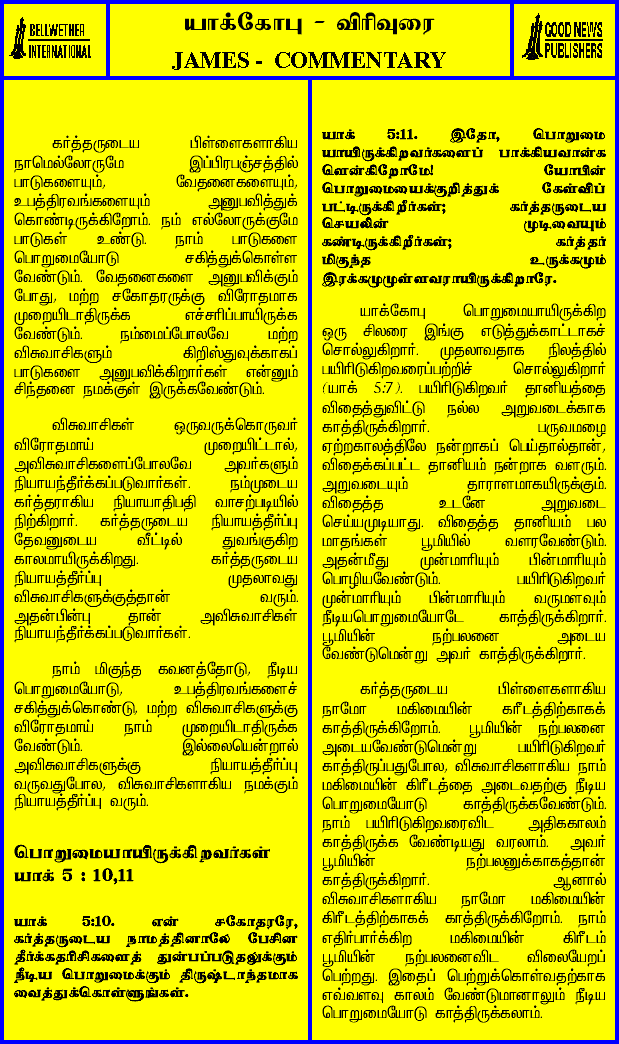 BELLWETHER
INTERNATIONAL
யாக்கோபு - விரிவுரை
JAMES - COMMENTARY
GOOD NEWS
PUBLISHERS
கர்த்தருடைய பிள்ளைகளாகிய
நாமெல்லோருமே இப்பிரபஞ்சத்தில்
பாடுகளையும், வேதனைகளையும்,
உபத்திரவங்களையும் அனுபவித்துக்
கொண்டிருக்கிறோம். நம் எல்லோருக்குமே
பாடுகள் உண்டு. நாம் பாடுகளை
பொறுமையோடு சகித்துக்கொள்ள
வேண்டும். வேதனைகளை அனுபவிக்கும்
போது, மற்ற சகோதரருக்கு விரோதமாக
முறையிடாதிருக்க எச்சரிப்பாயிருக்க
வேண்டும். நம்மைப்போலவே மற்ற
விசுவாசிகளும் கிறிஸ்துவுக்காகப்
பாடுகளை அனுபவிக்கிறார்கள் என்னும்
சிந்தனை நமக்குள் இருக்கவேண்டும்.
விசுவாசிகள் ஒருவருக்கொருவர்
விரோதமாய் முறையிட்டால்,
அவிசுவாசிகளைப்போலவே அவர்களும்
நியாயந்தீர்க்கப்படுவார்கள். நம்முடைய
கர்த்தராகிய நியாயாதிபதி வாசற்படியில்
நிற்கிறார். கர்த்தருடைய நியாயத்தீர்ப்பு
தேவனுடைய வீட்டில் துவங்குகிற
காலமாயிருக்கிறது. கர்த்தருடைய
நியாயத்தீர்ப்பு முதலாவது
விசுவாசிகளுக்குத்தான் வரும்.
அதன்பின்பு தான் அவிசுவாசிகள்
நியாயந்தீர்க்கப்படுவார்கள்.
நாம் மிகுந்த கவனத்தோடு, நீடிய
பொறுமையோடு, உபத்திரவங்களைச்
சகித்துக்கொண்டு, மற்ற விசுவாசிகளுக்கு
விரோதமாய் நாம் முறையிடாதிருக்க
வேண்டும். இல்லையென்றால்
அவிசுவாசிகளுக்கு நியாயத்தீர்ப்பு
வருவதுபோல, விசுவாசிகளாகிய நமக்கும்
நியாயத்தீர்ப்பு வரும்.
பொறுமையாயிருக்கிறவர்கள்
யாக் 5 : 10,11
யாக் 5:10. என் சகோதரரே,
கர்த்தருடைய நாமத்தினாலே பேசின
தீர்க்கதரிசிகளைத் துன்பப்படுதலுக்கும்
நீடிய பொறுமைக்கும் திருஷ்டாந்தமாக
வைத்துக்கொள்ளுங்கள்.
யாக் 5:11. இதோ, பொறுமை
யாயிருக்கிறவர்களைப் பாக்கியவான்க
ளென்கிறோமே! யோபின்
பொறுமையைக்குறித்துக் கேள்விப்
பட்டிருக்கிறீர்கள்; கர்த்தருடைய
செயலின் முடிவையும்
கண்டிருக்கிறீர்கள்; கர்த்தர்
மிகுந்த உருக்கமும்
இரக்கமுமுள்ளவராயிருக்கிறாரே.
யாக்கோபு பொறுமையாயிருக்கிற
ஒரு சிலரை இங்கு எடுத்துக்காட்டாகச்
சொல்லுகிறார். முதலாவதாக நிலத்தில்
பயிரிடுகிறவரைப்பற்றிச் சொல்லுகிறார்
(யாக் 5:7). பயிரிடுகிறவர் தானியத்தை
விதைத்துவிட்டு நல்ல அறுவடைக்காக
காத்திருக்கிறார். பருவமழை
ஏற்றகாலத்திலே நன்றாகப் பெய்தால்தான்,
விதைக்கப்பட்ட தானியம் நன்றாக வளரும்.
அறுவடையும் தாராளமாகயிருக்கும்.
விதைத்த உடனே அறுவடை
செய்யமுடியாது. விதைத்த தானியம் பல
மாதங்கள் பூமியில் வளரவேண்டும்.
அதன்மீது முன்மாரியும் பின்மாரியும்
பொழியவேண்டும். பயிரிடுகிறவர்
முன்மாரியும் பின்மாரியும் வருமளவும்
நீடியபொறுமையோடே காத்திருக்கிறார்.
பூமியின் நற்பலனை அடைய
வேண்டுமென்று அவர் காத்திருக்கிறார்.
கர்த்தருடைய பிள்ளைகளாகிய
நாமோ மகிமையின் கரீடத்திற்காகக்
காத்திருக்கிறோம். பூமியின் நற்பலனை
அடையவேண்டுமென்று பயிரிடுகிறவர்
காத்திருப்பதுபோல, விசுவாசிகளாகிய நாம்
மகிமையின் கிரீடத்தை அடைவதற்கு நீடிய
பொறுமையோடு காத்திருக்கவேண்டும்.
நாம் பயிரிடுகிறவரைவிட அதிககாலம்
காத்திருக்க வேண்டியது வரலாம். அவர்
பூமியின் நற்பலனுக்காகத்தான்
காத்திருக்கிறார். ஆனால்
விசுவாசிகளாகிய நாமோ மகிமையின்
கிரீடத்திற்காகக் காத்திருக்கிறோம். நாம்
எதிர்பார்க்கிற மகிமையின் கிரீடம்
பூமியின் நற்பலனைவிட விலையேறப்
பெற்றது. இதைப் பெற்றுக்கொள்வதற்காக
எவ்வளவு காலம் வேண்டுமானாலும் நீடிய
பொறுமையோடு காத்திருக்கலாம்.